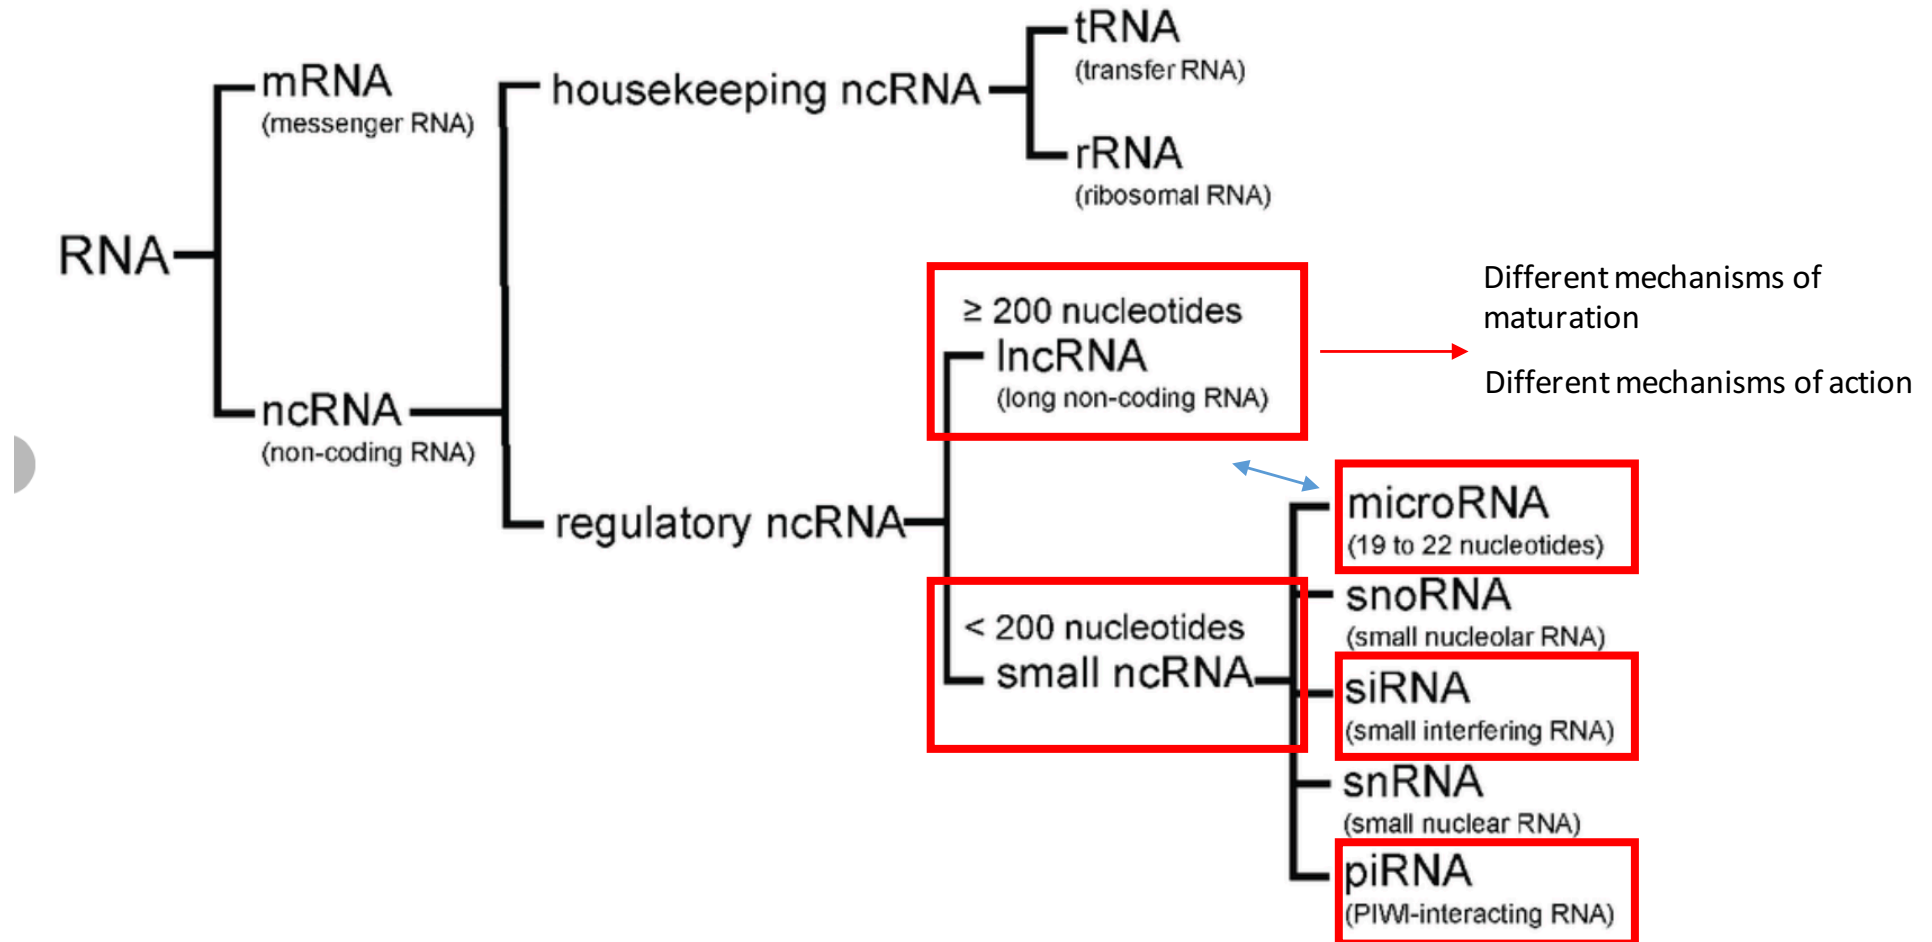 tRNA
(transfer RNA)
mRNA
(messenger RNA)
housekeeping ncRNA
rRNA
(ribosomal RNA)
RNA
≥ 200 nucleotides
lncRNA
(long non-coding RNA)
Different mechanisms of
maturation
Different mechanisms of action
ncRNA
(non-coding RNA)
regulatory ncRNA
microRNA
(19 to 22 nucleotides)
snoRNA
(small nucleolar RNA)
< 200 nucleotides
small ncRNA
siRNA
(small interfering RNA)
snRNA
(small nuclear RNA)
piRNA
(PIWI-interacting RNA)